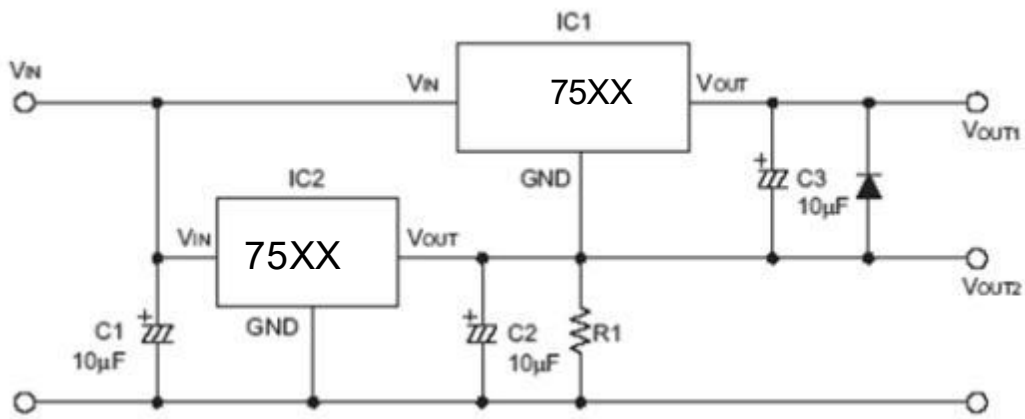 IC1
VIN
VIN
75XX
VOUT
VOUT1
GND
C3
10μF
+
IC2
VIN
75XX
VOUT
VOUT2
GND
C1
10μF
+
C2
10μF
+
R1